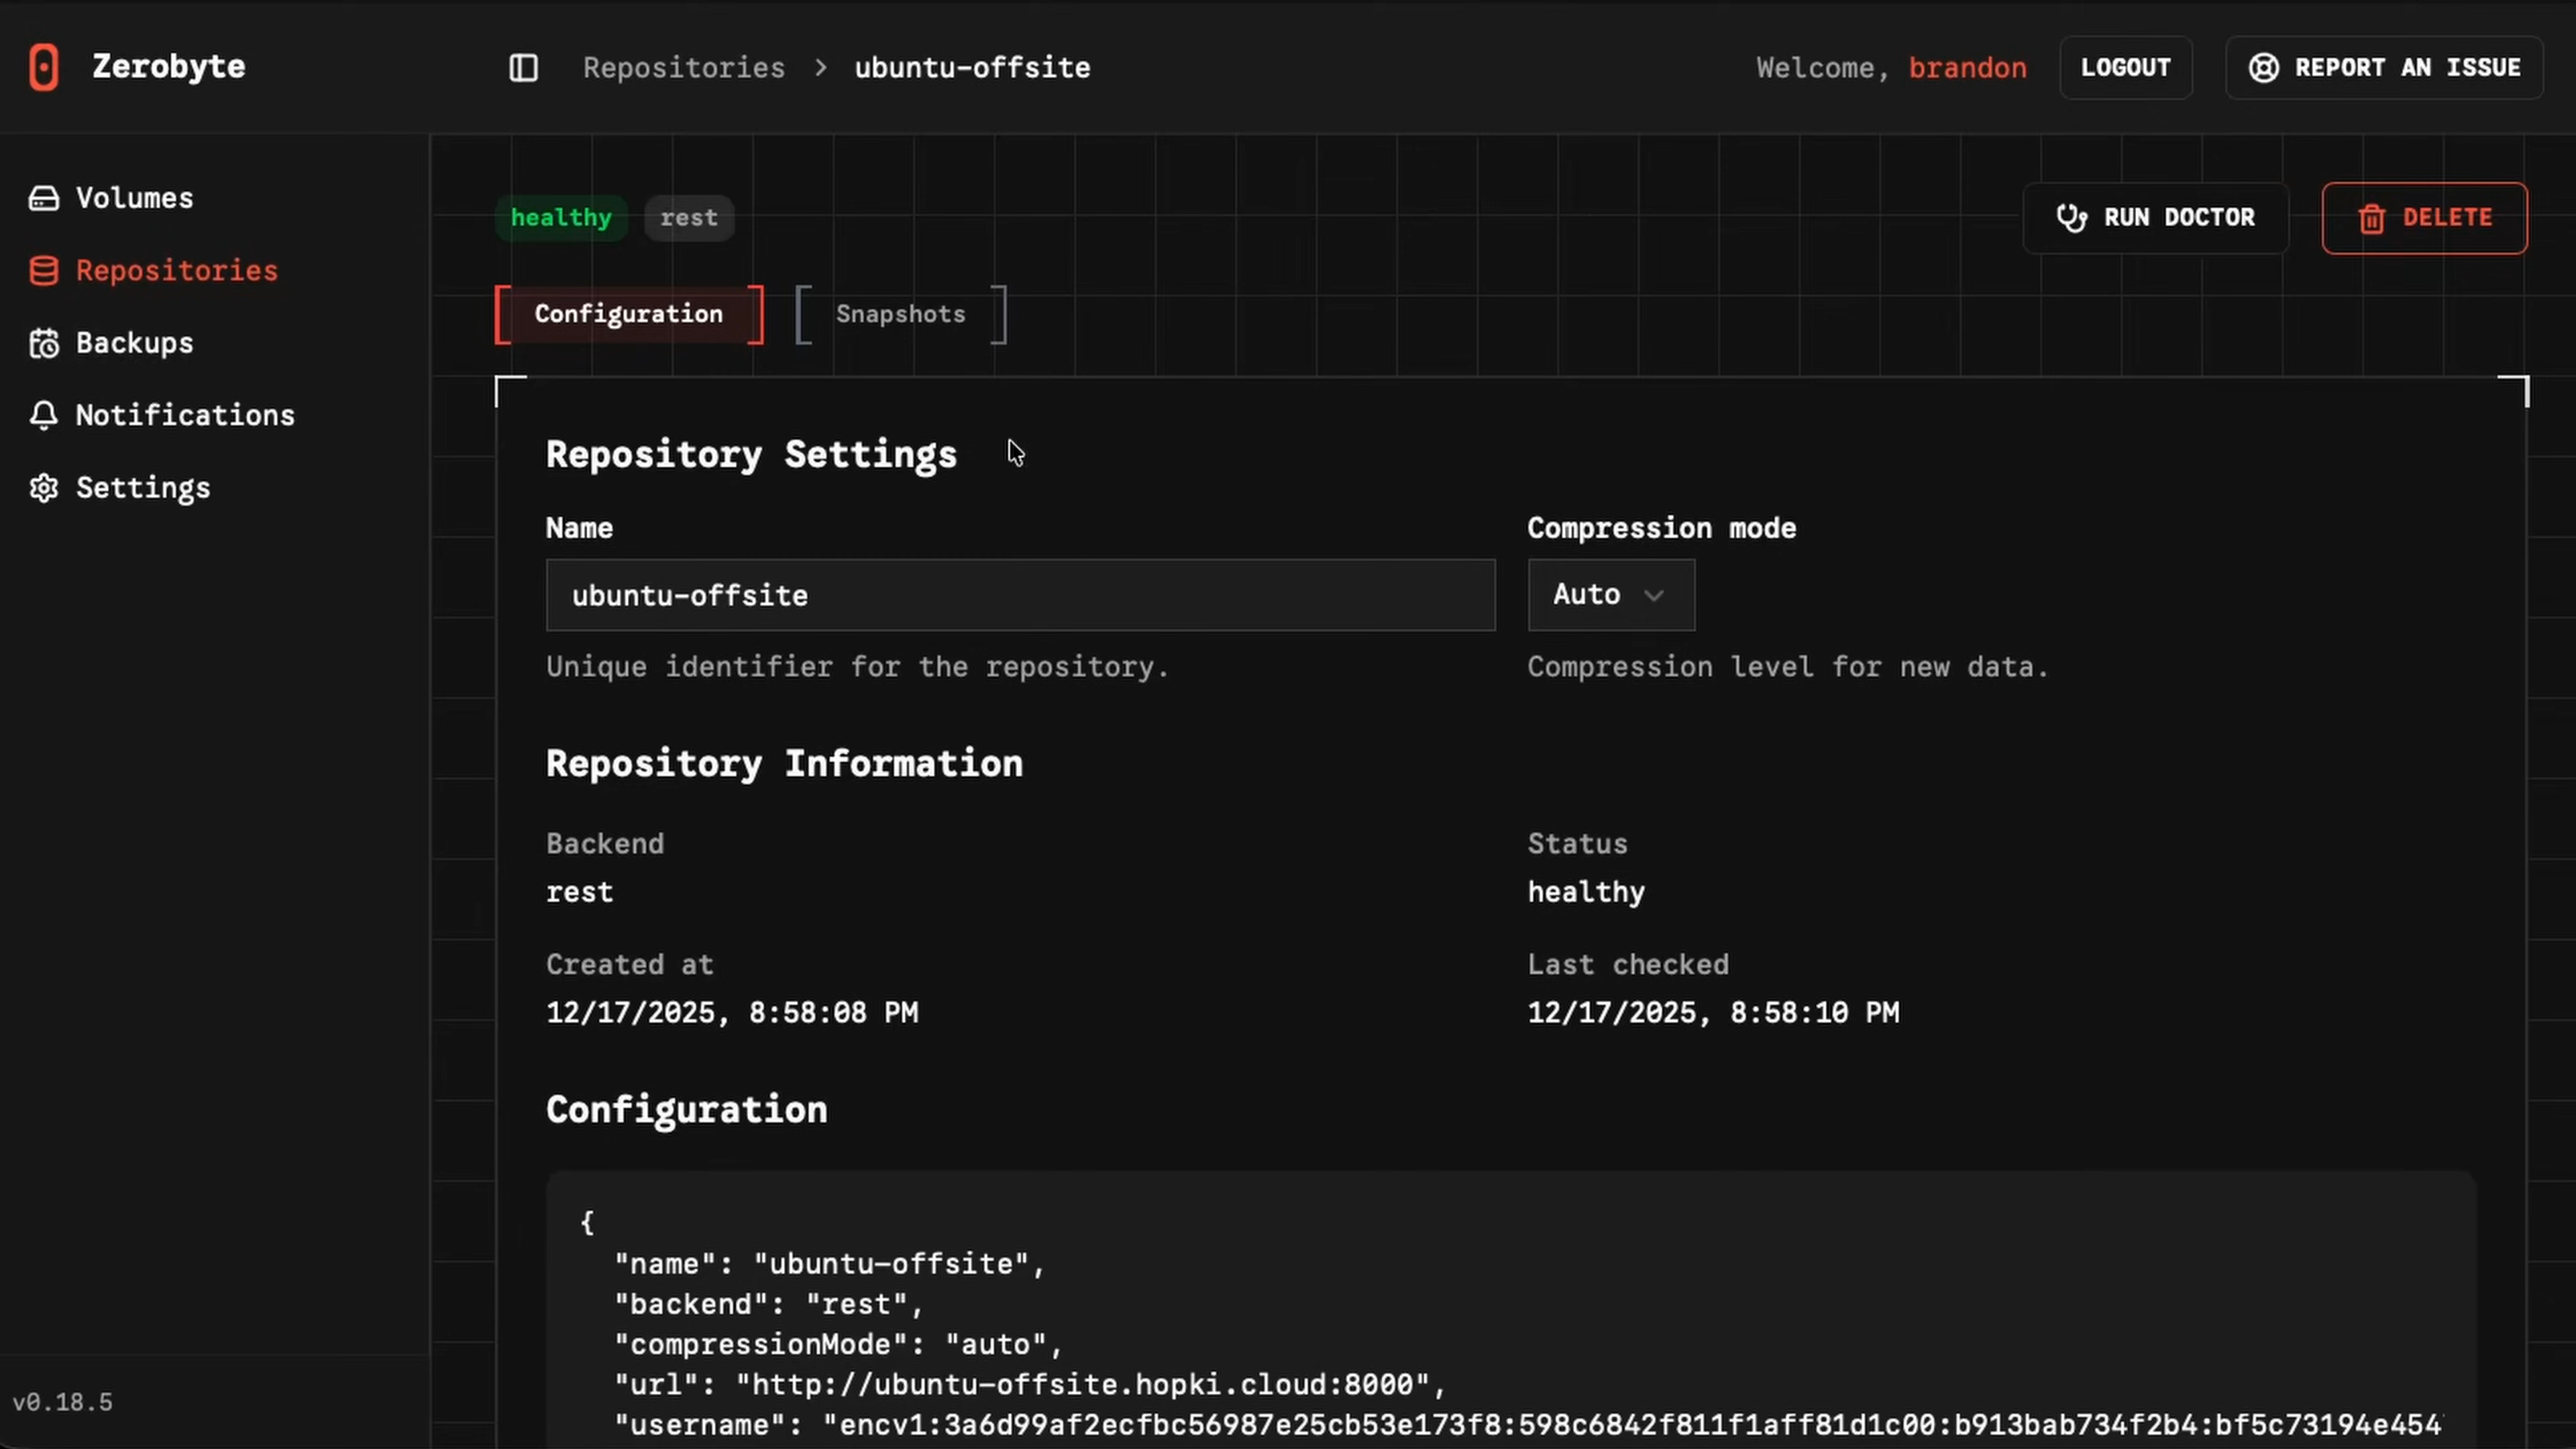 Zerobyte
Repositories > ubuntu-offsite
Welcome, brandon
LOGOUT
REPORT AN ISSUE
Volumes
Repositories
Backups
Notifications
Settings
v0.18.5
healthy
rest
RUN DOCTOR
DELETE
Configuration
Snapshots
Repository Settings
Name
ubuntu-offsite
Unique identifier for the repository.
Compression mode
Auto
Compression level for new data.
Repository Information
Backend
rest
Status
healthy
Created at
12/17/2025, 8:58:08 PM
Last checked
12/17/2025, 8:58:10 PM
Configuration
{
"name": "ubuntu-offsite",
"backend": "rest",
"compressionMode": "auto",
"url": "http://ubuntu-offsite.hopki.cloud:8000",
"username": "encv1:3a6d99af2ecfbc56987e25cb53e173f8:598c6842f811f1aff81d1c00:b913bab734f2b4:bf5c73194e454